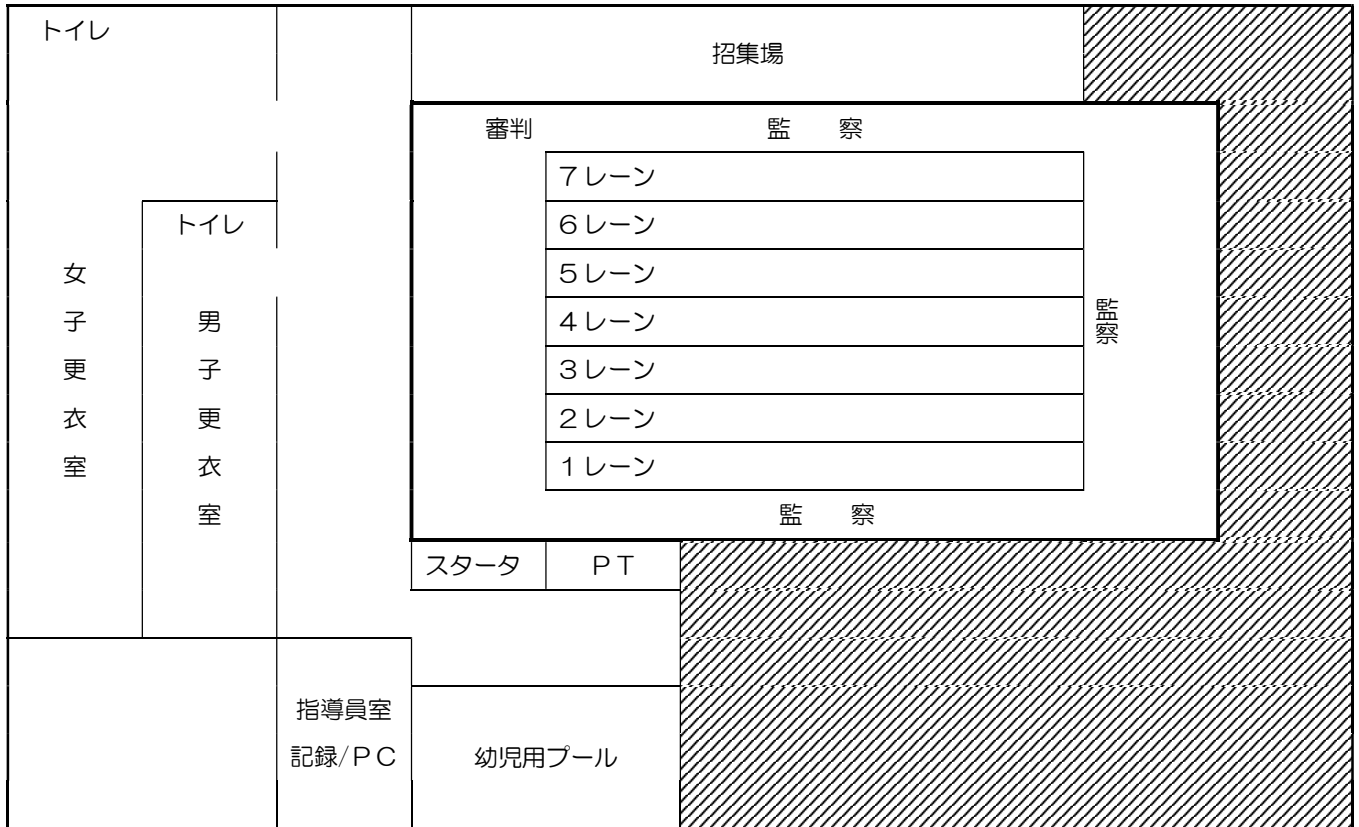 トイレ
招集場
審判 監 察
7レーン
トイレ
6レーン
5レーン
4レーン
3レーン
2レーン
1レーン
女子更衣室
男子更衣室
監察
監 察
スタータ PT
指導員室
記録/PC
幼児用プール